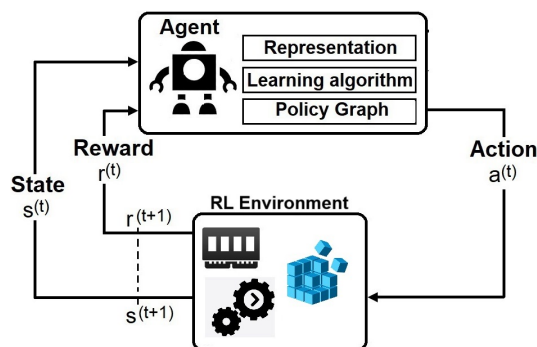 Agent
Representation
Learning algorithm
Policy Graph
Reward
r(t)
Action
a(t)
State
s(t)
RL Environment
r(t+1)
s(t+1)